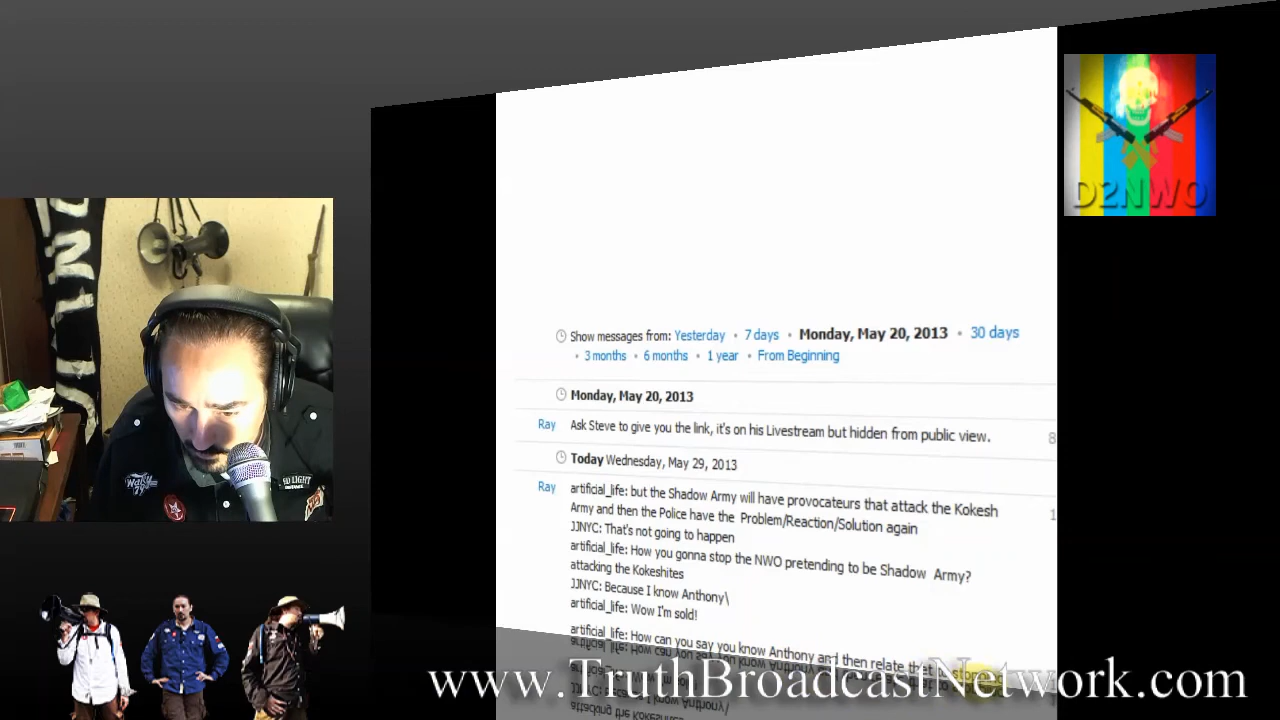 D2NWO
Show messages from: Yesterday • 7 days • Monday, May 20, 2013 • 30 days
• 3 months • 6 months • 1 year • From Beginning
Monday, May 20, 2013
Ray Ask Steve to give you the link, it's on his Livestream but hidden from public view. 8
Today Wednesday, May 29, 2013
Ray artificial_life: but the Shadow Army will have provocateurs that attack the Kokesh 1
Army and then the Police have the Problem/Reaction/Solution again
JJNYC: That's not going to happen
artificial_life: How you gonna stop the NWO pretending to be Shadow Army?
attacking the Kokeshites
JJNYC: Because I know Anthony\
artificial_life: Wow I'm sold!
artificial_life: How can you say you know Anthony and then relate that
www.TruthBroadcastNetwork.com